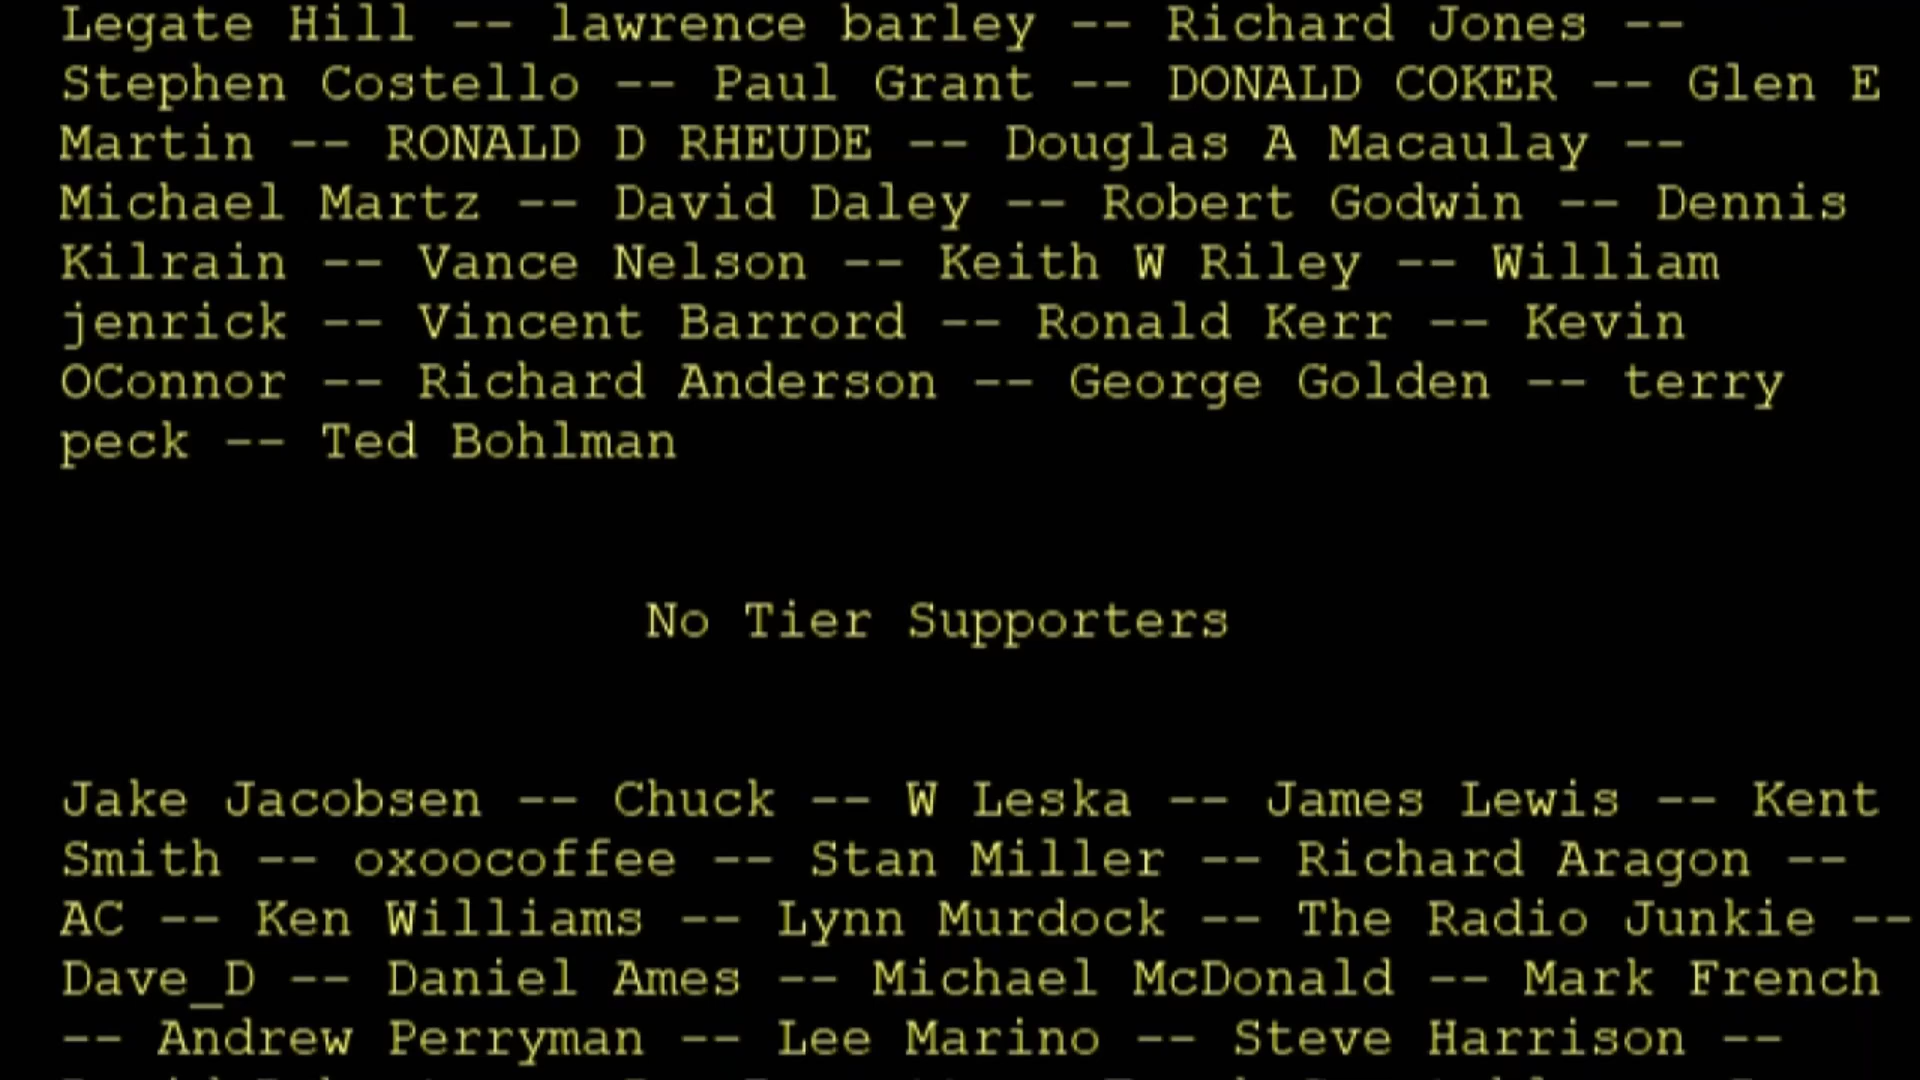 Legate Hill -- lawrence barley -- Richard Jones --
Stephen Costello -- Paul Grant -- DONALD COKER -- Glen E
Martin -- RONALD D RHEUDE -- Douglas A Macaulay --
Michael Martz -- David Daley -- Robert Godwin -- Dennis
Kilrain -- Vance Nelson -- Keith W Riley -- William
jenrick -- Vincent Barrord -- Ronald Kerr -- Kevin
OConnor -- Richard Anderson -- George Golden -- terry
peck -- Ted Bohlman
No Tier Supporters
Jake Jacobsen -- Chuck -- W Leska -- James Lewis -- Kent
Smith -- oxoocoffee -- Stan Miller -- Richard Aragon --
AC -- Ken Williams -- Lynn Murdock -- The Radio Junkie --
Dave_D -- Daniel Ames -- Michael McDonald -- Mark French
-- Andrew Perryman -- Lee Marino -- Steve Harrison --